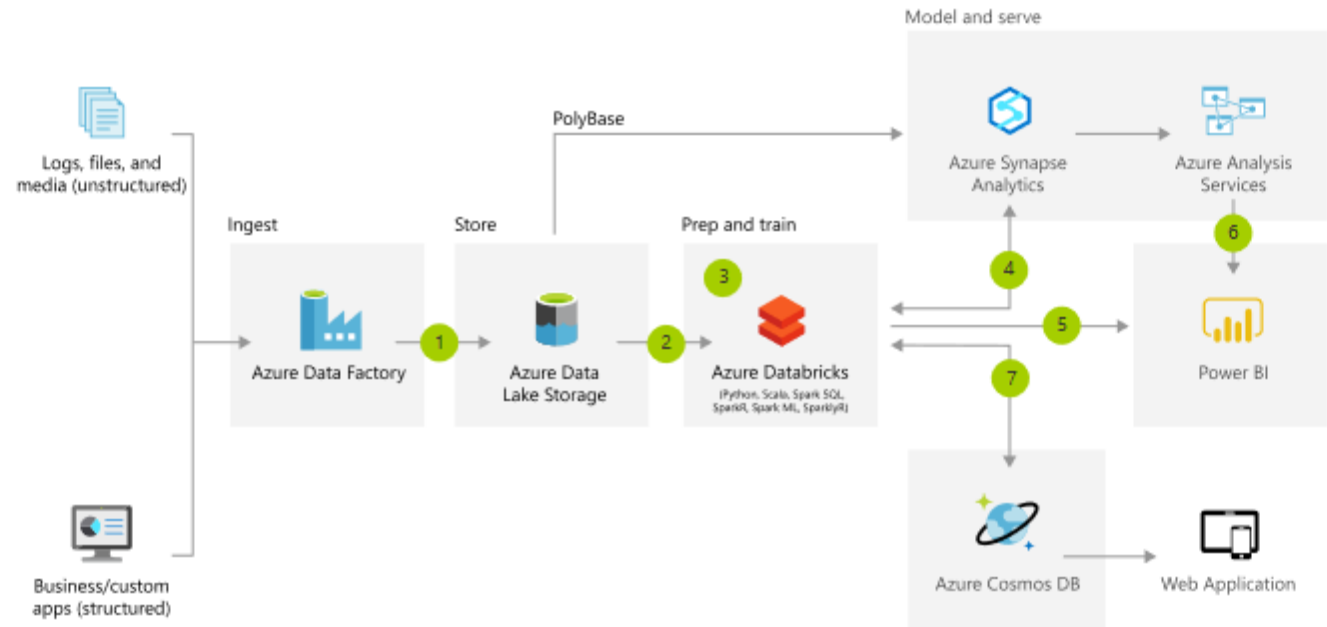 Model and serve
PolyBase
Logs, files, and
media (unstructured)
Azure Synapse
Analytics
Azure Analysis
Services
Ingest
Store
Prep and train
6
3
4
5
1
2
Azure Data Factory
Azure Data
Lake Storage
Azure Databricks
(Python, Scala, Spark SQL,
SparkR, Spark ML, SparklyR)
Power BI
7
Business/custom
apps (structured)
Azure Cosmos DB
Web Application